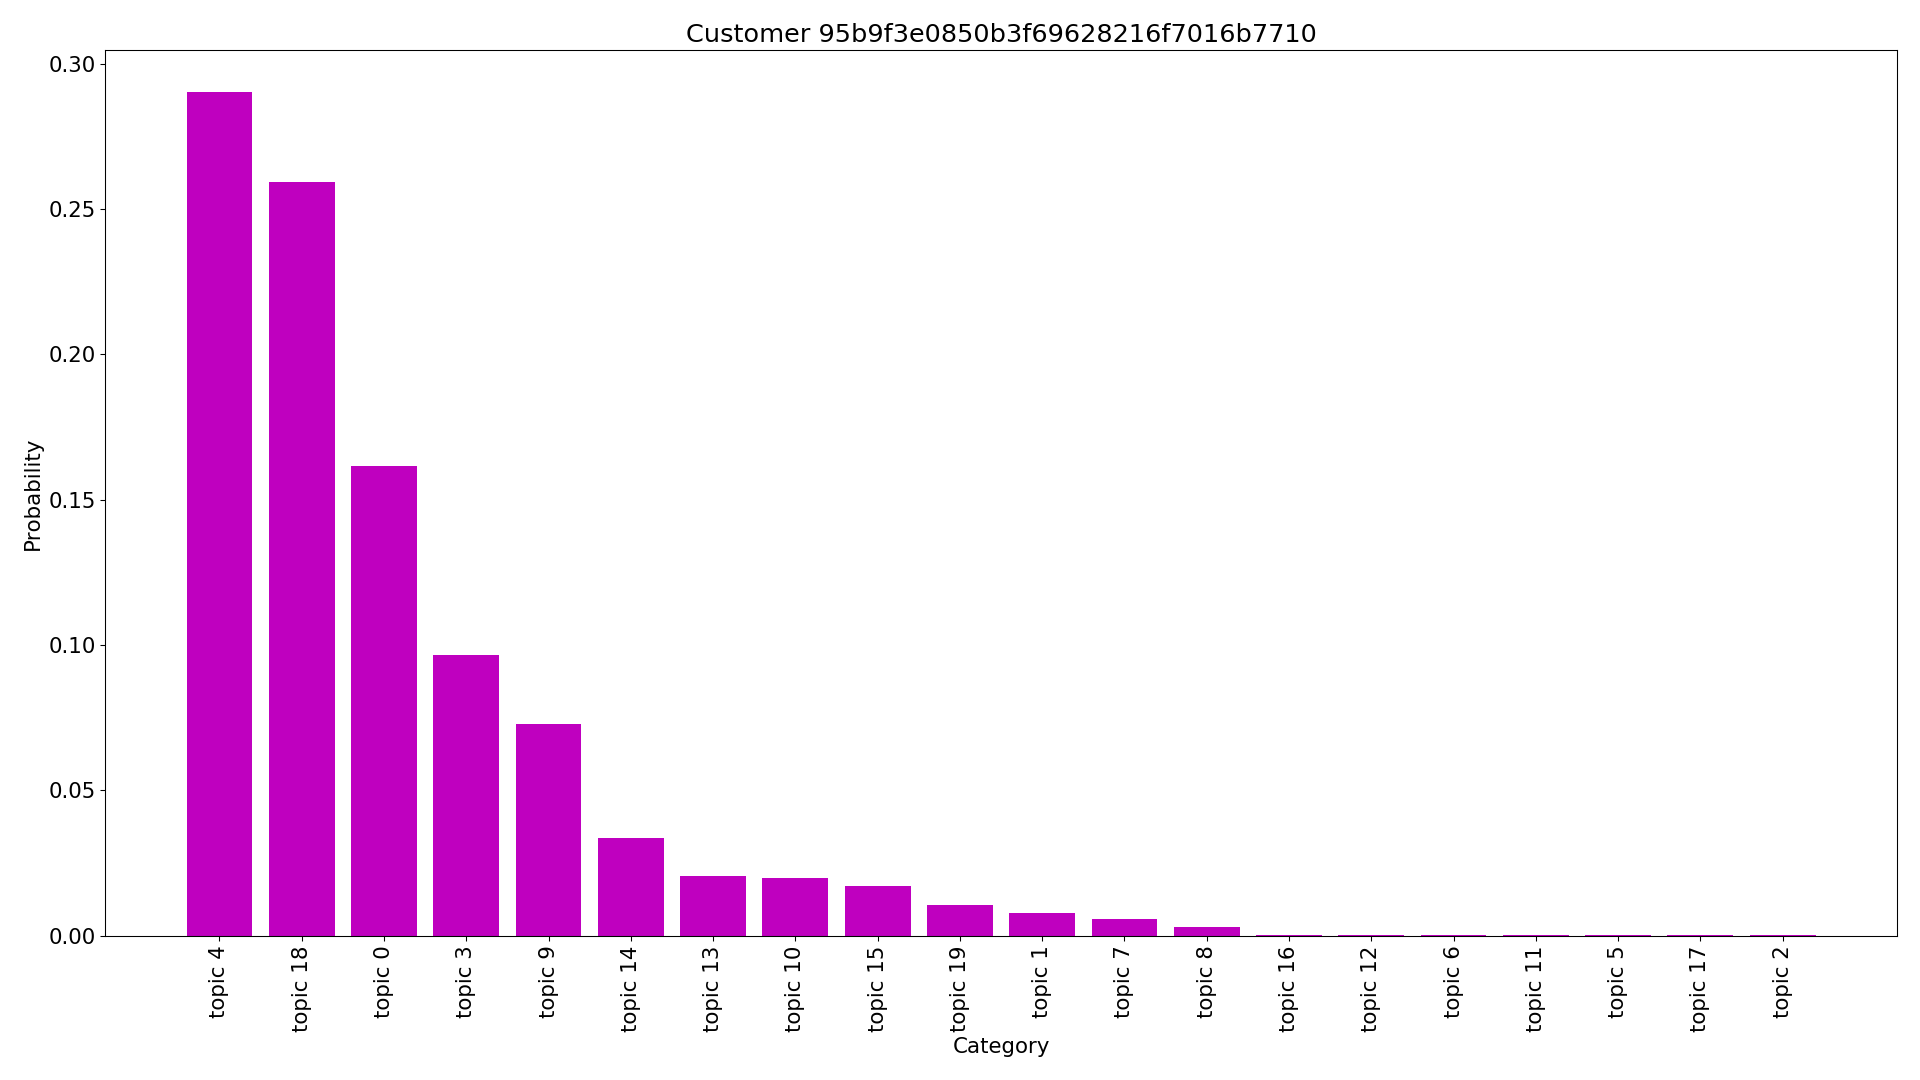 Customer 95b9f3e0850b3f69628216f7016b7710
0.30
0.25
0.20
0.15
0.10
0.05
0.00
Probability
topic 4
topic 18
topic 0
topic 3
topic 9
topic 14
topic 13
topic 10
topic 15
topic 19
topic 1
topic 7
topic 8
topic 16
topic 12
topic 6
topic 11
topic 5
topic 17
topic 2
Category